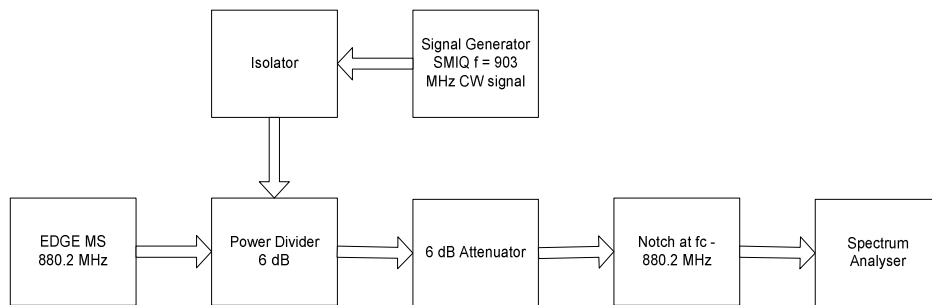 Isolator
Signal Generator
SMIQ f = 903
MHz CW signal
EDGE MS
880.2 MHz
Power Divider
6 dB
6 dB Attenuator
Notch at fc -
880.2 MHz
Spectrum
Analyser